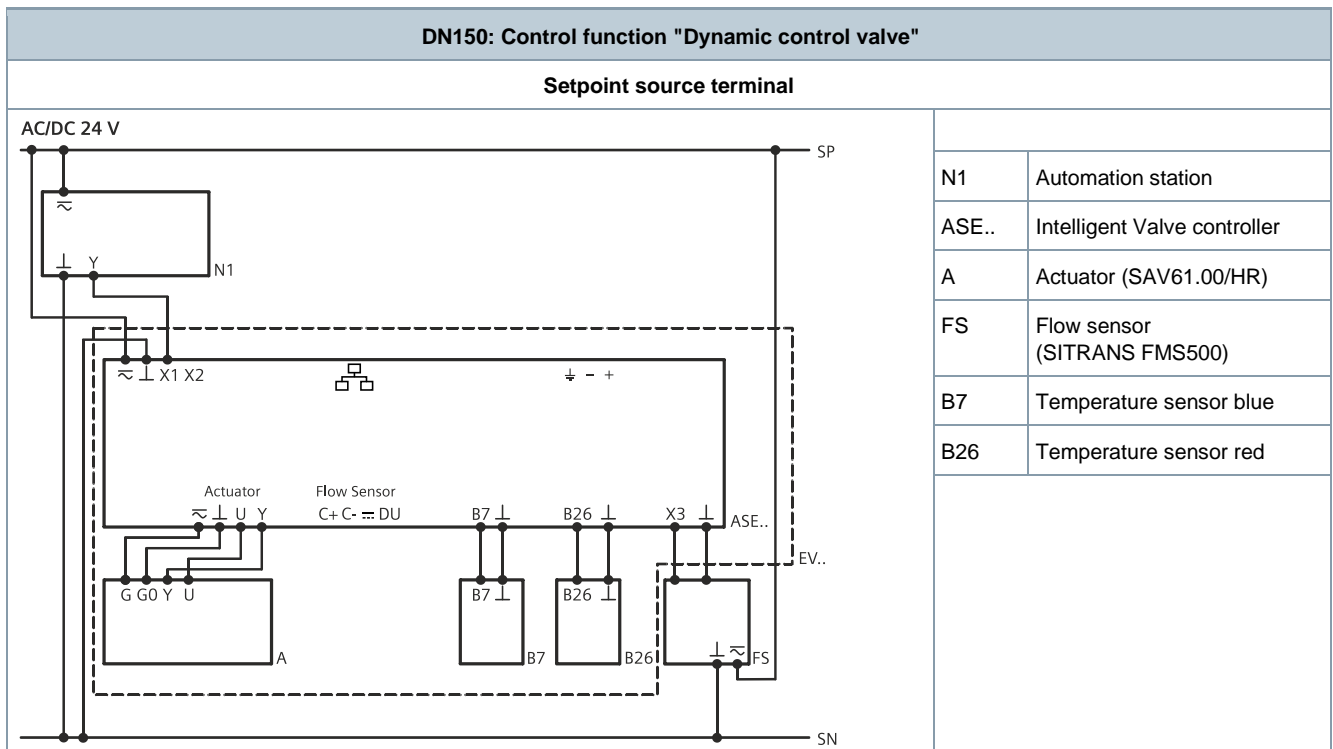 DN150: Control function "Dynamic control valve"
Setpoint source terminal
AC/DC 24 V
SP
N1 Automation station
ASE.. Intelligent Valve controller
A Actuator (SAV61.00/HR)
FS Flow sensor
(SITRANS FMS500)
B7 Temperature sensor blue
B26 Temperature sensor red
Y
N1
X1 X2
- +
Actuator Flow Sensor
U Y C+ C- DU B7 B26 X3
ASE..
EV..
G G0 Y U B7 B26
A B7 B26 FS
SN